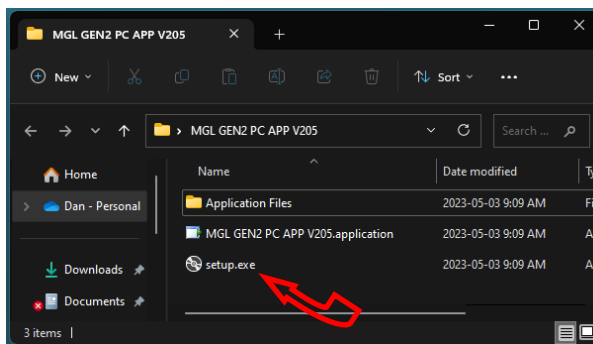 MGL GEN2 PC APP V205
New
Sort
MGL GEN2 PC APP V205
Search ...
Home
Dan - Personal
Downloads
Documents
Name Date modified
Application Files 2023-05-03 9:09 AM
MGL GEN2 PC APP V205.application 2023-05-03 9:09 AM
setup.exe 2023-05-03 9:09 AM
3 items